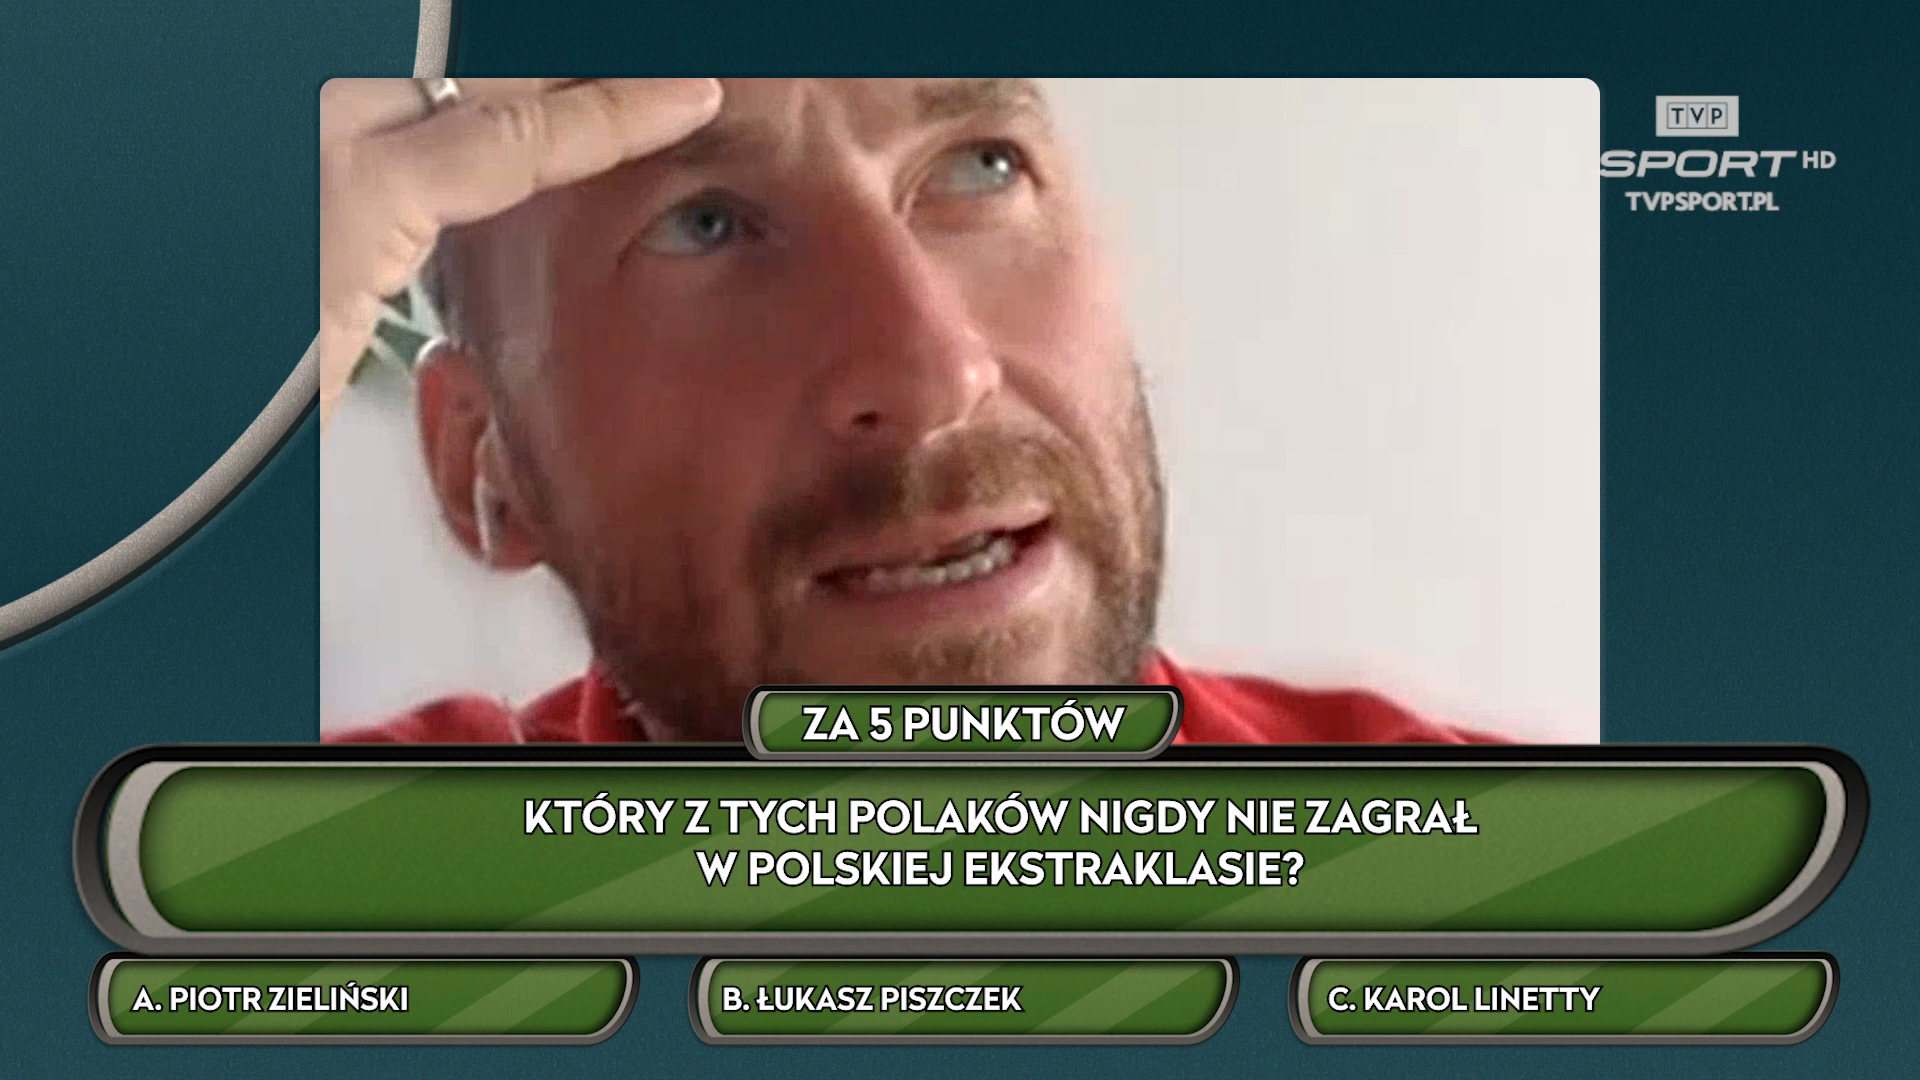 TVP
SPORT HD
TVPSPORT.PL
ZA 5 PUNKTÓW
KTÓRY Z TYCH POLAKÓW NIGDY NIE ZAGRAŁ
W POLSKIEJ EKSTRAKLASIE?
A. PIOTR ZIELIŃSKI
B. ŁUKASZ PISZCZEK
C. KAROL LINETTY